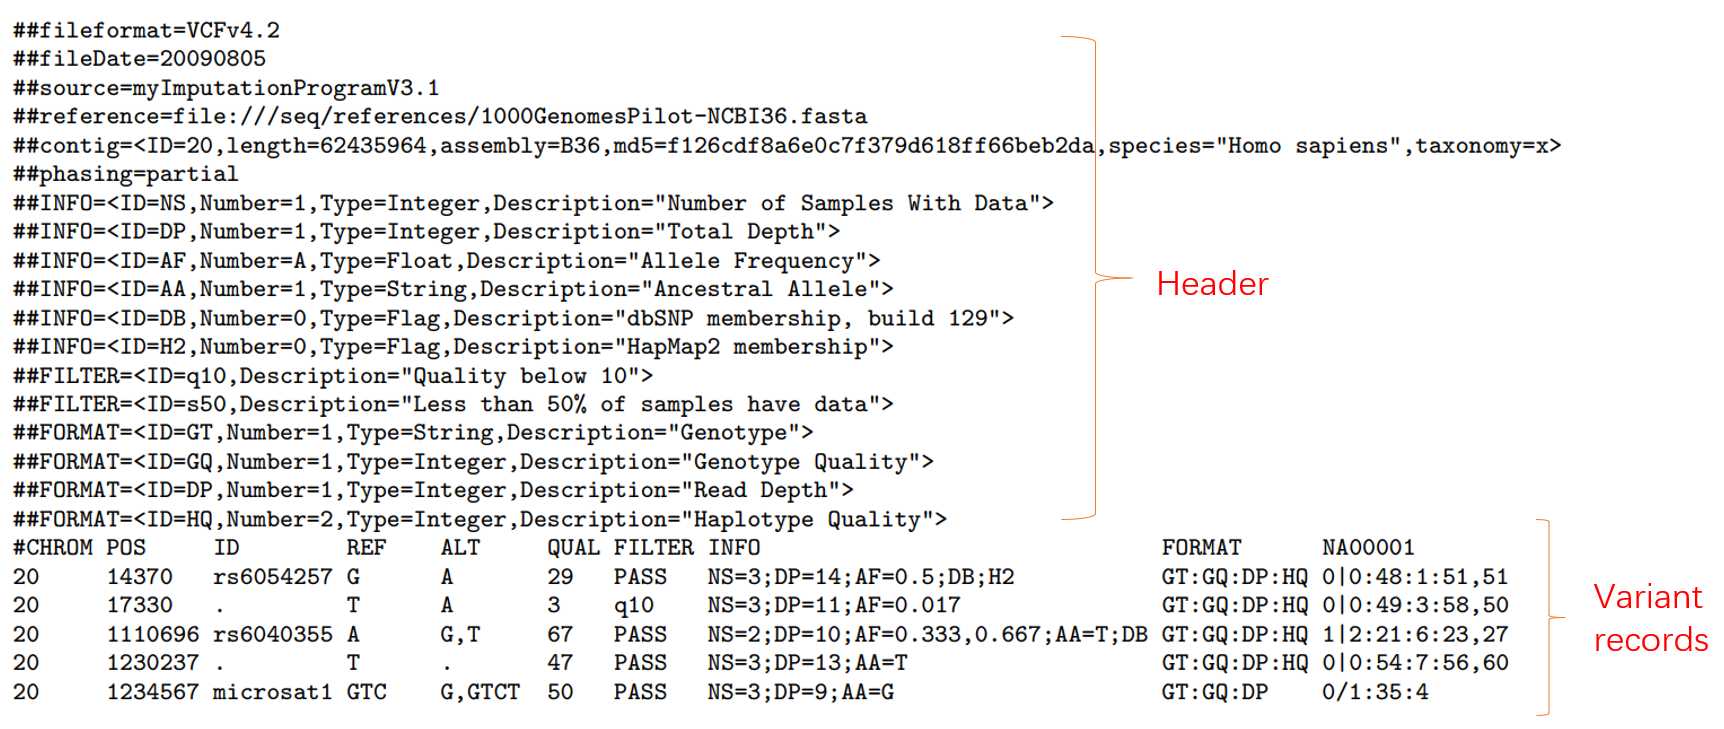 ##fileformat=VCFv4.2
##fileDate=20090805
##source=myImputationProgramV3.1
##reference=file:///seq/references/1000GenomesPilot-NCBI36.fasta
##contig=<ID=20,length=62435964,assembly=B36,md5=f126cdf8a6e0c7f379d618ff66beb2da,species="Homo sapiens",taxonomy=x>
##phasing=partial
##INFO=<ID=NS,Number=1,Type=Integer,Description="Number of Samples With Data">
##INFO=<ID=DP,Number=1,Type=Integer,Description="Total Depth">
##INFO=<ID=AF,Number=A,Type=Float,Description="Allele Frequency">
##INFO=<ID=AA,Number=1,Type=String,Description="Ancestral Allele">
##INFO=<ID=DB,Number=0,Type=Flag,Description="dbSNP membership, build 129">
##INFO=<ID=H2,Number=0,Type=Flag,Description="HapMap2 membership">
##FILTER=<ID=q10,Description="Quality below 10">
##FILTER=<ID=s50,Description="Less than 50% of samples have data">
##FORMAT=<ID=GT,Number=1,Type=String,Description="Genotype">
##FORMAT=<ID=GQ,Number=1,Type=Integer,Description="Genotype Quality">
##FORMAT=<ID=DP,Number=1,Type=Integer,Description="Read Depth">
##FORMAT=<ID=HQ,Number=2,Type=Integer,Description="Haplotype Quality">
Header
#CHROM POS ID REF ALT QUAL FILTER INFO FORMAT NA00001
20 14370 rs6054257 G A 29 PASS NS=3;DP=14;AF=0.5;DB;H2 GT:GQ:DP:HQ 0|0:48:1:51,51
20 17330 . T A 3 q10 NS=3;DP=11;AF=0.017 GT:GQ:DP:HQ 0|0:49:3:58,50
20 1110696 rs6040355 A G,T 67 PASS NS=2;DP=10;AF=0.333,0.667;AA=T;DB GT:GQ:DP:HQ 1|2:21:6:23,27
20 1230237 . T . 47 PASS NS=3;DP=13;AA=T GT:GQ:DP:HQ 0|0:54:7:56,60
20 1234567 microsat1 GTC G,GTCT 50 PASS NS=3;DP=9;AA=G GT:GQ:DP 0/1:35:4
Variant
records